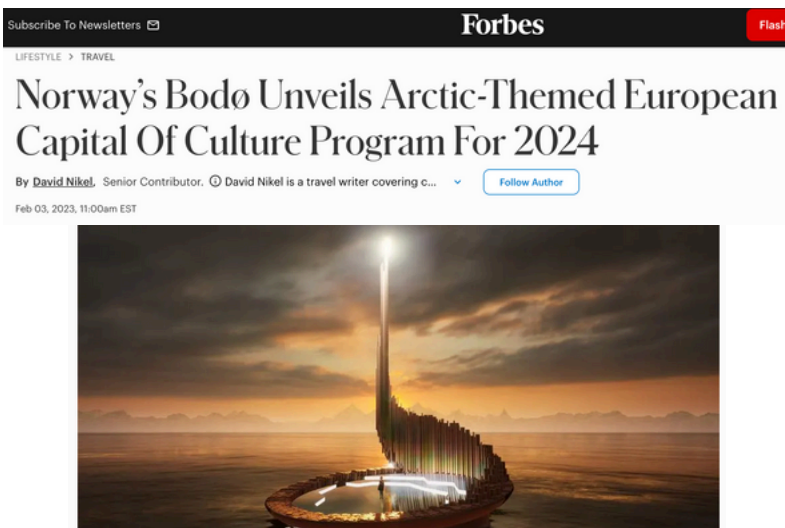 Subscribe To Newsletters
Forbes
Flash
LIFESTYLE > TRAVEL
Norway's Bodø Unveils Arctic-Themed European
Capital Of Culture Program For 2024
By David Nikel, Senior Contributor. ⓘ David Nikel is a travel writer covering c...
Follow Author
Feb 03, 2023, 11:00am EST